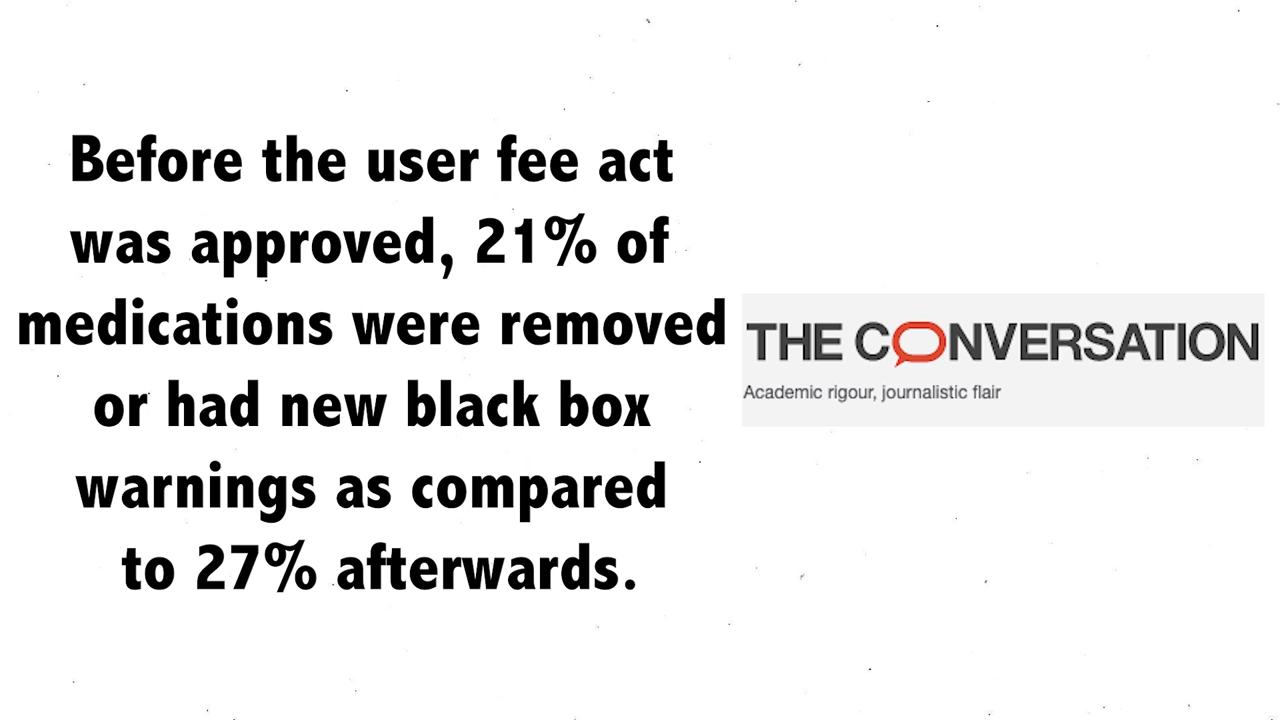 Before the user fee act
was approved, 21% of
medications were removed
or had new black box
warnings as compared
to 27% afterwards.
THE CONVERSATION
Academic rigour, journalistic flair